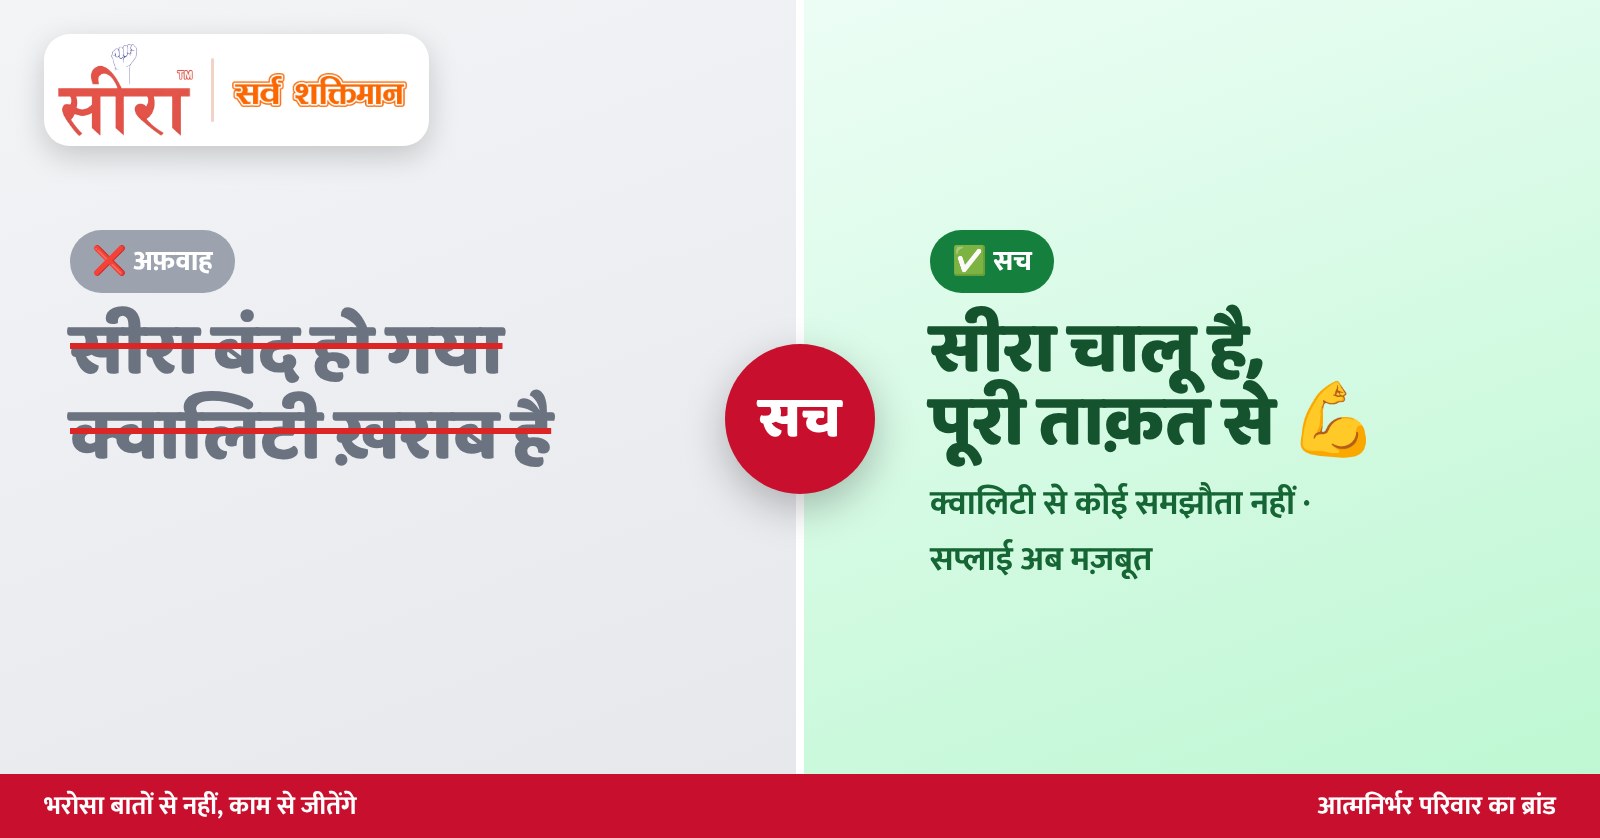 सीरा™
सर्व शक्तिमान
❌ अफ़वाह
सीरा बंद हो गया
क्वालिटी ख़राब है
सच
✅ सच
सीरा चालू है,
पूरी ताक़त से 💪
क्वालिटी से कोई समझौता नहीं ·
सप्लाई अब मज़बूत
भरोसा बातों से नहीं, काम से जीतेंगे
आत्मनिर्भर परिवार का ब्रांड